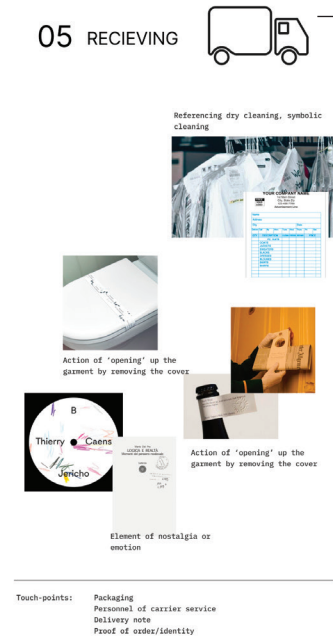 05 RECIEVING
Referencing dry cleaning, symbolic
cleaning
YOUR COMPANY NAME
Action of ‘opening’ up the
garment by removing the cover
B
Thierry Caens
Jericho
Action of ‘opening’ up the
garment by removing the cover
LOGICA E REALTÀ
Element of nostalgia or
emotion
Touch-points:
Packaging
Personnel of carrier service
Delivery note
Proof of order/identity